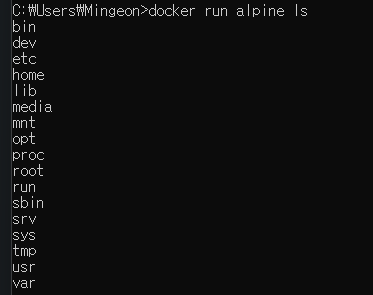 C:₩Users₩Mingeon>docker run alpine ls
bin
dev
etc
home
lib
media
mnt
opt
proc
root
run
sbin
srv
sys
tmp
usr
var